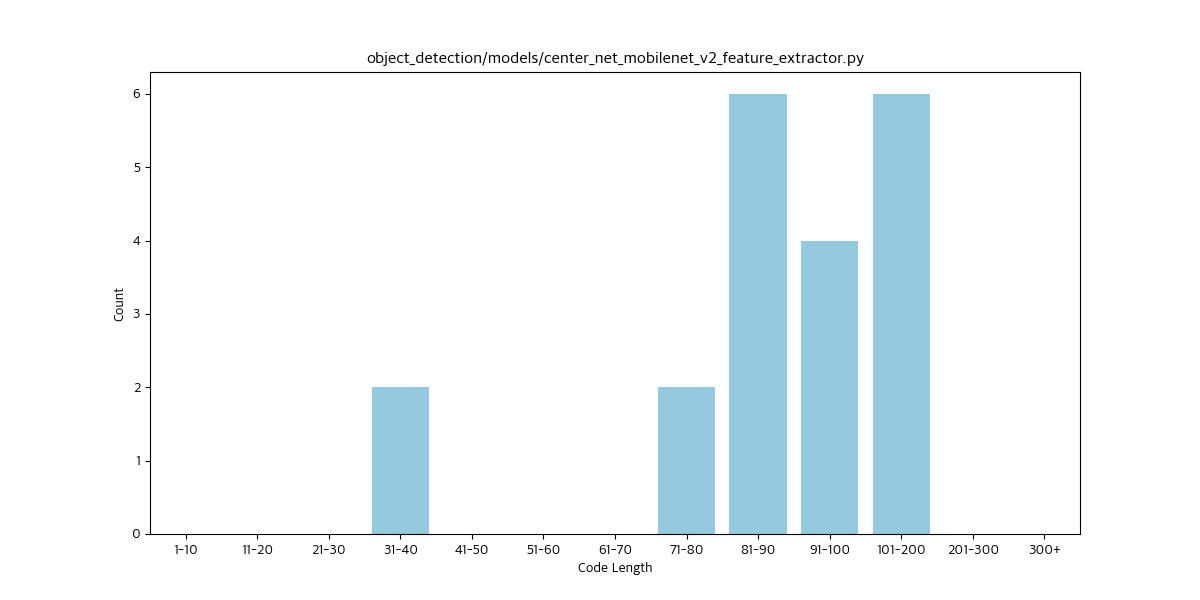 object_detection/models/center_net_mobilenet_v2_feature_extractor.py
6
5
4
3
2
1
0
Count
1-10 11-20 21-30 31-40 41-50 51-60 61-70 71-80 81-90 91-100 101-200 201-300 300+
Code Length